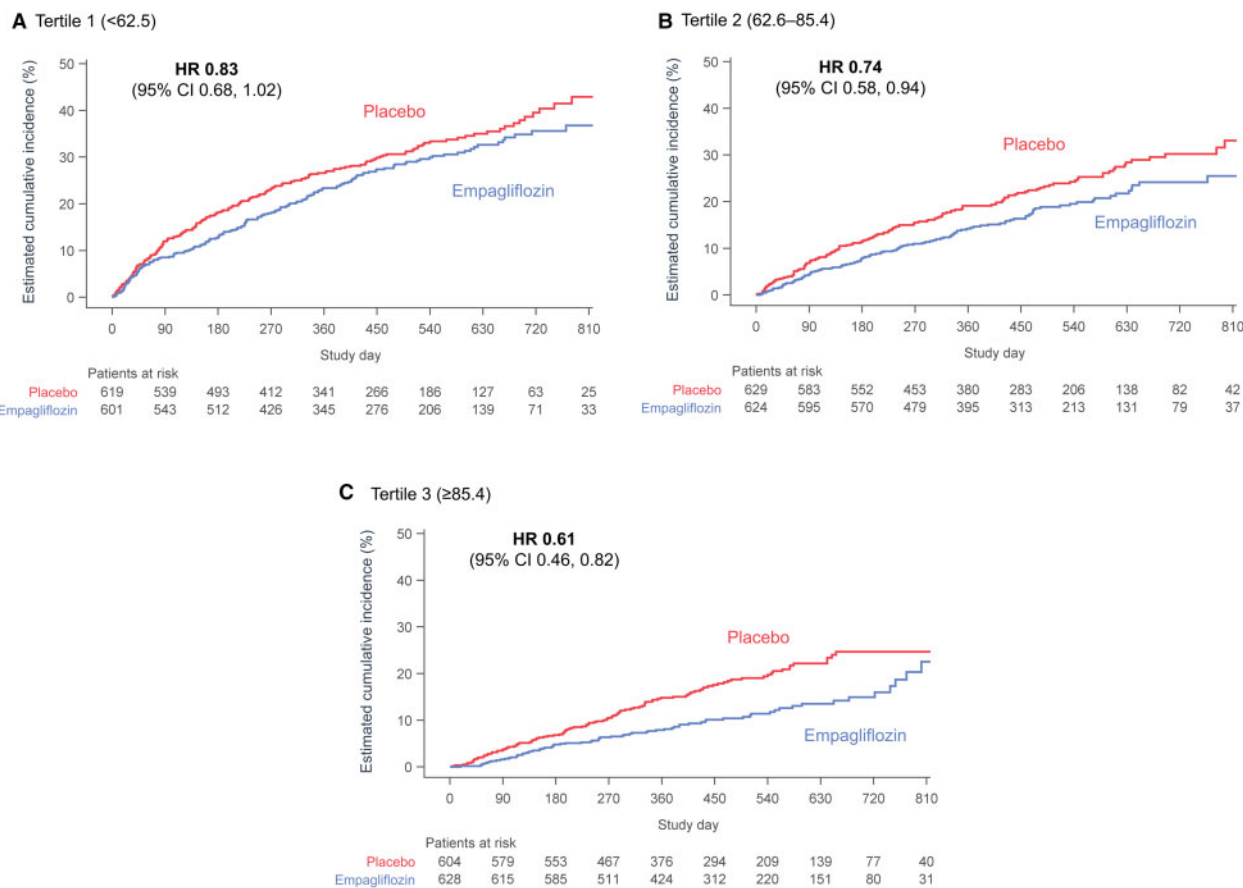 A Tertile 1 (<62.5)
HR 0.83
(95% CI 0.68, 1.02)
Placebo
Empagliflozin
Estimated cumulative incidence (%)
50
40
30
20
10
0
0 90 180 270 360 450 540 630 720 810
Study day
Patients at risk
Placebo 619 539 493 412 341 266 186 127 63 25
Empagliflozin 601 543 512 426 345 276 206 139 71 33
B Tertile 2 (62.6–85.4)
HR 0.74
(95% CI 0.58, 0.94)
Placebo
Empagliflozin
Estimated cumulative incidence (%)
50
40
30
20
10
0
0 90 180 270 360 450 540 630 720 810
Study day
Patients at risk
Placebo 629 583 552 453 380 283 206 138 82 42
Empagliflozin 624 595 570 479 395 313 213 131 79 37
C Tertile 3 (≥85.4)
HR 0.61
(95% CI 0.46, 0.82)
Placebo
Empagliflozin
Estimated cumulative incidence (%)
50
40
30
20
10
0
0 90 180 270 360 450 540 630 720 810
Study day
Patients at risk
Placebo 604 579 553 467 376 294 209 139 77 40
Empagliflozin 628 615 585 511 424 312 220 151 80 31